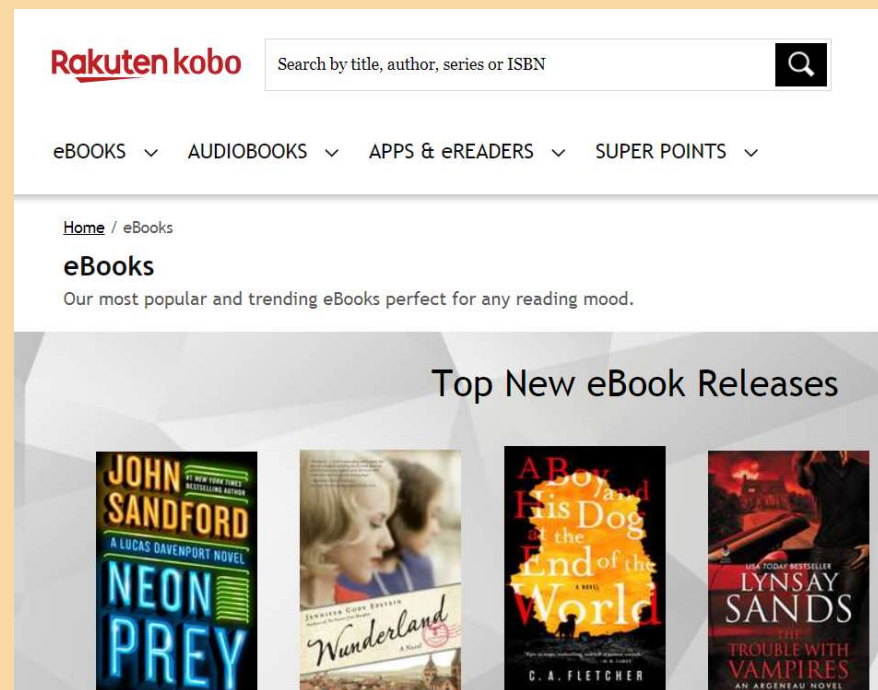 Rakuten kobo
Search by title, author, series or ISBN
eBOOKS AUDIOBOOKS APPS & eREADERS SUPER POINTS
Home / eBooks
eBooks
Our most popular and trending eBooks perfect for any reading mood.
Top New eBook Releases
JOHN
#1 NEW YORK TIMES
BESTSELLING AUTHOR
SANDFORD
A LUCAS DAVENPORT NOVEL
NEON
PREY
JENNIFER CODY EPSTEIN
Wunderland
A Novel
A Boy and
His Dog
at the
End of the
World
A NOVEL
C. A. FLETCHER
USA TODAY BESTSELLER
LYNSAY
SANDS
THE
TROUBLE WITH
VAMPIRES
AN ARGENEAU NOVEL